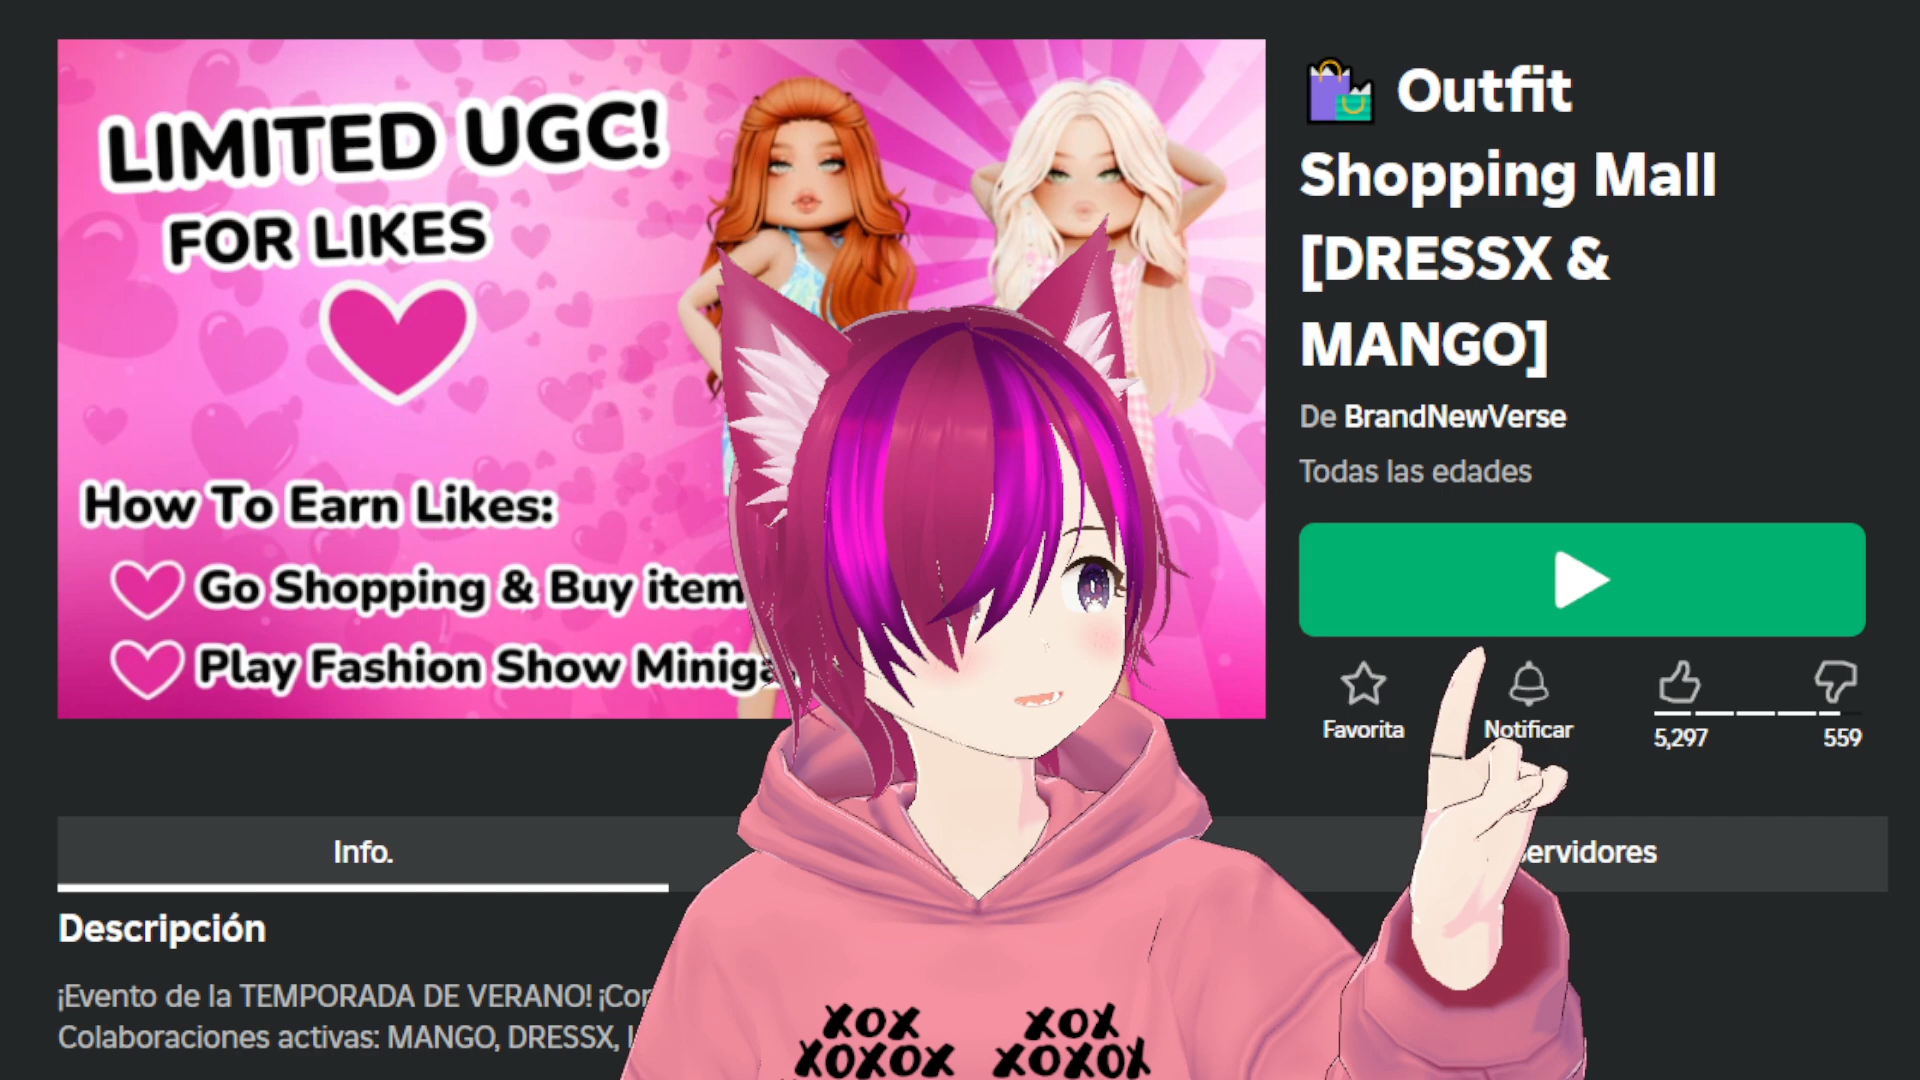 LIMITED UGC!
FOR LIKES
How To Earn Likes:
Go Shopping & Buy item
Play Fashion Show Miniga
Outfit
Shopping Mall
[DRESSX &
MANGO]
De BrandNewVerse
Todas las edades
Favorita
Notificar
5,297
559
Info.
ervidores
Descripción
¡Evento de la TEMPORADA DE VERANO! ¡Cor
Colaboraciones activas: MANGO, DRESSX,
XOX XOX
XOXOX XOXOX